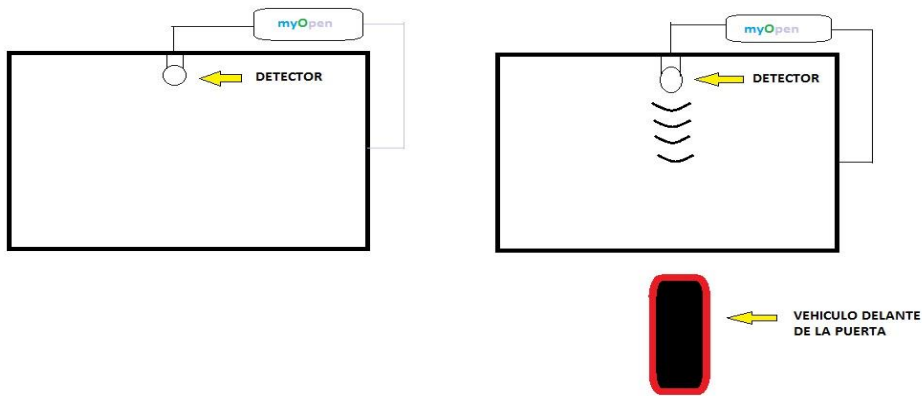 myOpen
DETECTOR
myOpen
DETECTOR
VEHICULO DELANTE
DE LA PUERTA